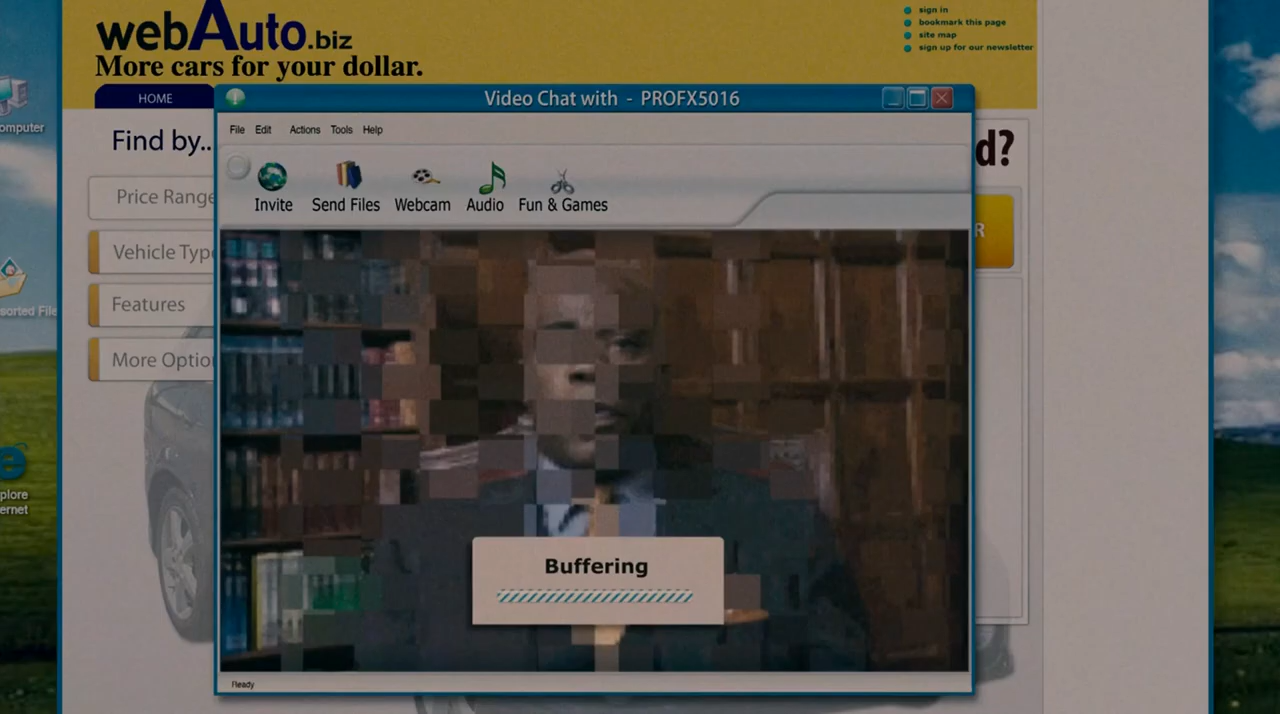 webAuto.biz
More cars for your dollar.
sign in
bookmark this page
site map
sign up for our newsletter
HOME
Video Chat with - PROFX5016
File Edit Actions Tools Help
Invite Send Files Webcam Audio Fun & Games
omputer
Find by..
d?
Price Range
R
Vehicle Typ
Features
sorted File
More Optio
plore
ernet
Buffering
Ready